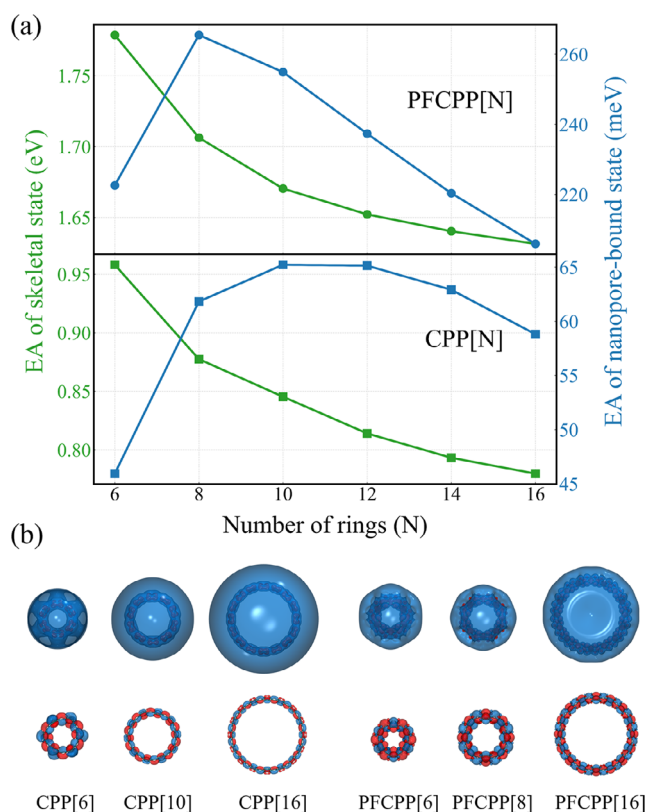 (a)
EA of skeletal state (eV)
1.75
1.70
1.65
0.95
0.90
0.85
0.80
PFCPP[N]
CPP[N]
260
240
220
65
60
55
50
45
EA of nanopore-bound state (meV)
6 8 10 12 14 16
Number of rings (N)
(b)
CPP[6] CPP[10] CPP[16] PFCPP[6] PFCPP[8] PFCPP[16]